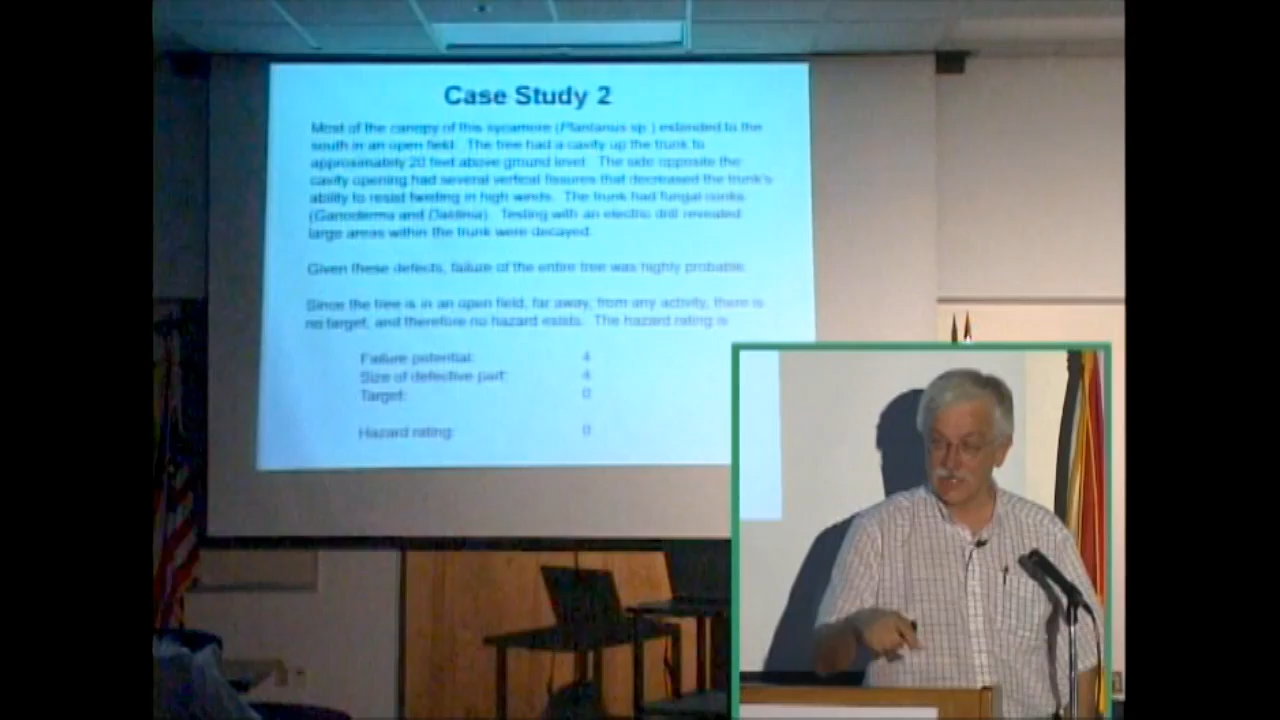 Case Study 2
Most of the canopy of this sycamore (Plantanus sp.) extended to the
south in an open field. The tree had a cavity up the trunk to
approximately 20 feet above ground level. The side opposite the
cavity opening had several vertical fissures that decreased the trunk's
ability to resist twisting in high winds. The trunk had fungal conks
(Ganoderma and Daldinia). Testing with an electric drill revealed
large areas within the trunk were decayed.
Given these defects, failure of the entire tree was highly probable.
Since the tree is in an open field, far away, from any activity, there is
no target, and therefore no hazard exists. The hazard rating is
Failure potential: 4
Size of defective part: 4
Target: 0
Hazard rating: 0